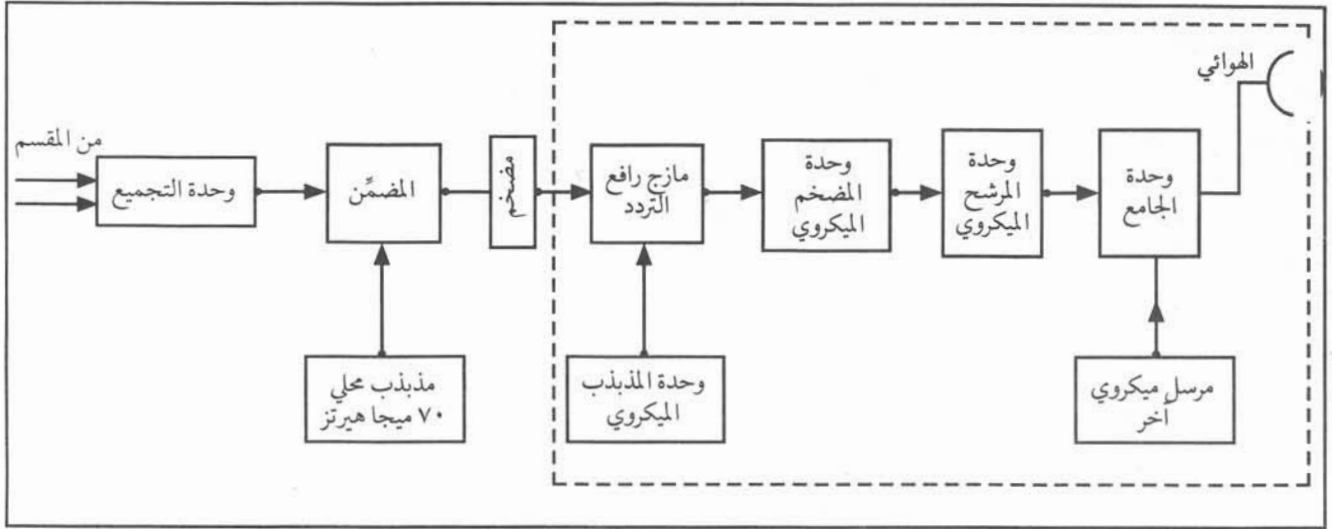 الهوائي
من المقسم
وحدة التجميع
المضمِّن
مضخم
مازج رافع
التردد
وحدة
المضخم
الميكروي
وحدة
المرشح
الميكروي
وحدة
الجامع
مذبذب محلي
٧٠ ميجا هيرتز
وحدة المذبذب
الميكروي
مرسل ميكروي
آخر